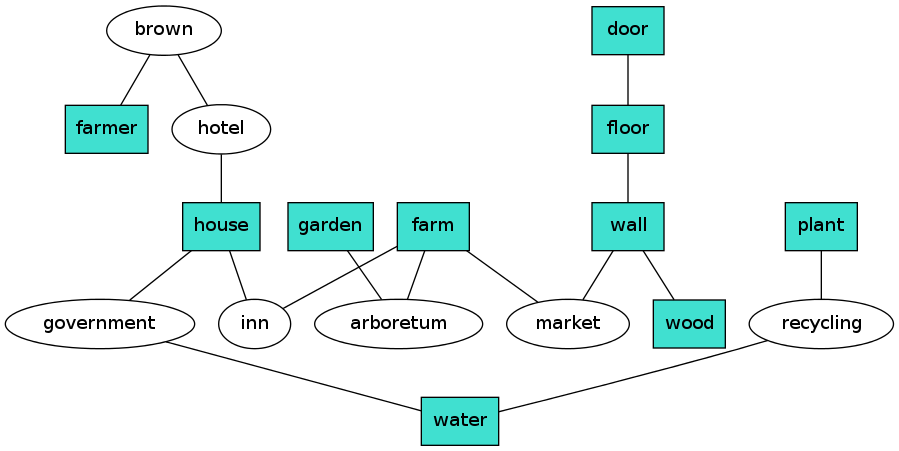 brown
door
farmer
hotel
floor
house
garden
farm
wall
plant
government
inn
arboretum
market
wood
recycling
water